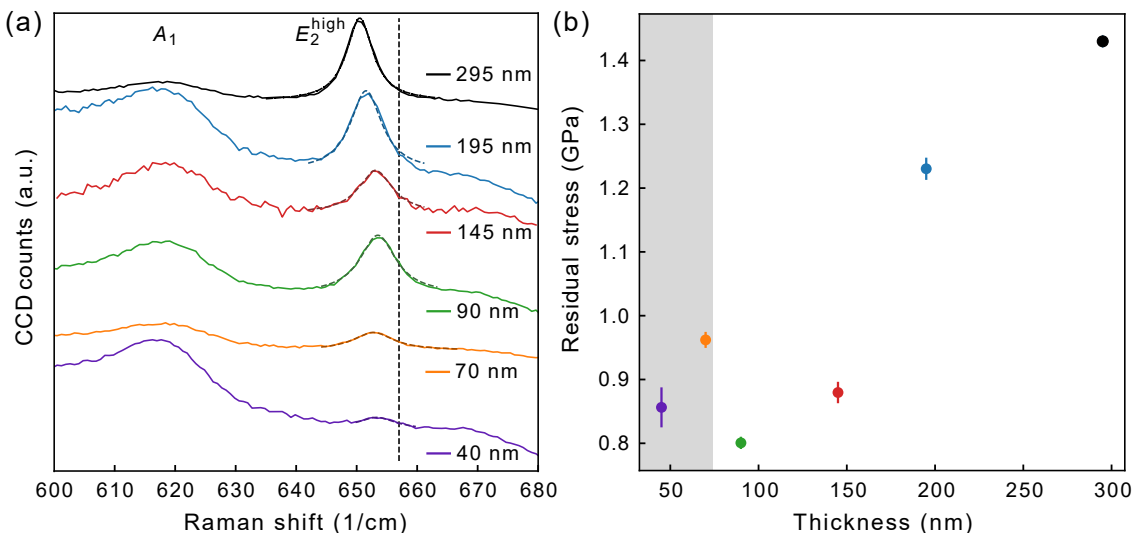 (a)
A₁
E₂ʰⁱᵍʰ
295 nm
195 nm
145 nm
90 nm
70 nm
40 nm
CCD counts (a.u.)
600 610 620 630 640 650 660 670 680
Raman shift (1/cm)
(b)
1.4
1.3
1.2
1.1
1.0
0.9
0.8
Residual stress (GPa)
50 100 150 200 250 300
Thickness (nm)